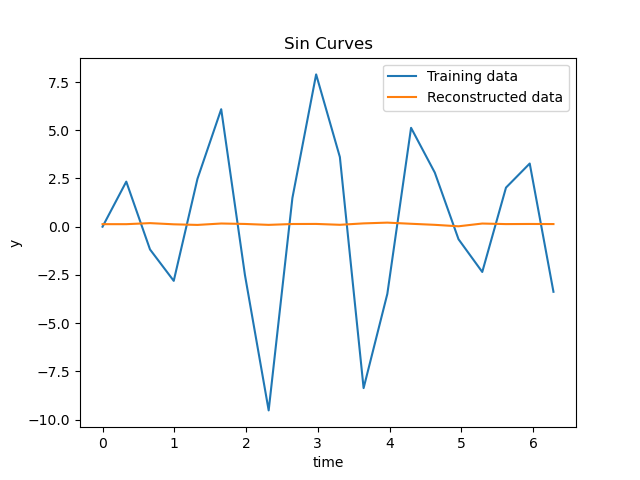 Sin Curves
Training data
Reconstructed data
7.5
5.0
2.5
0.0
−2.5
−5.0
−7.5
−10.0
y
0 1 2 3 4 5 6
time